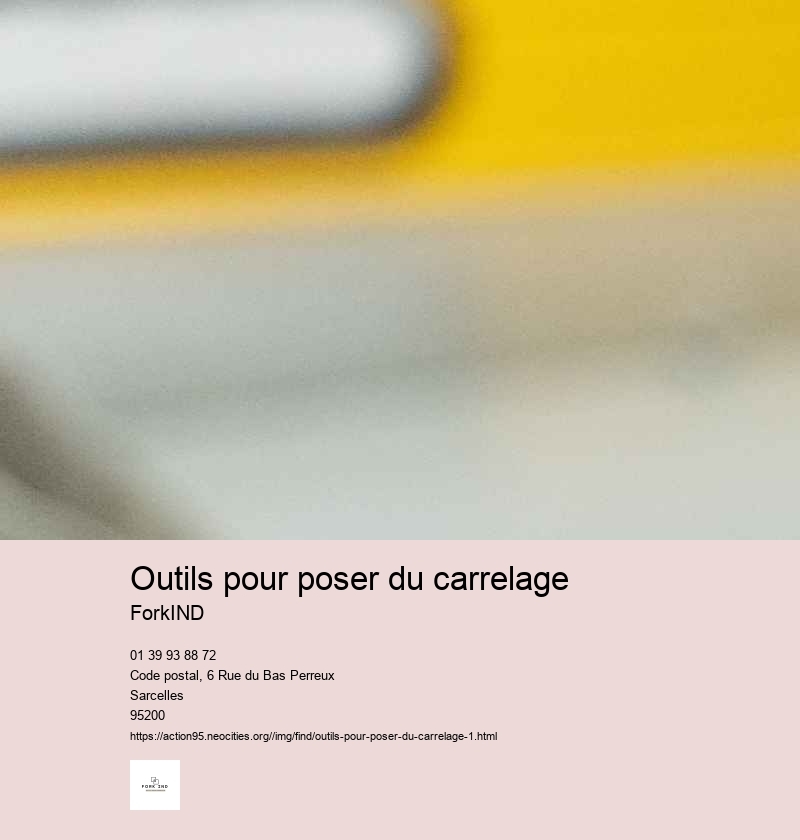 Outils pour poser du carrelage
ForkIND
01 39 93 88 72
Code postal, 6 Rue du Bas Perreux
Sarcelles
95200
https://action95.neocities.org//img/find/outils-pour-poser-du-carrelage-1.html
FORK IND